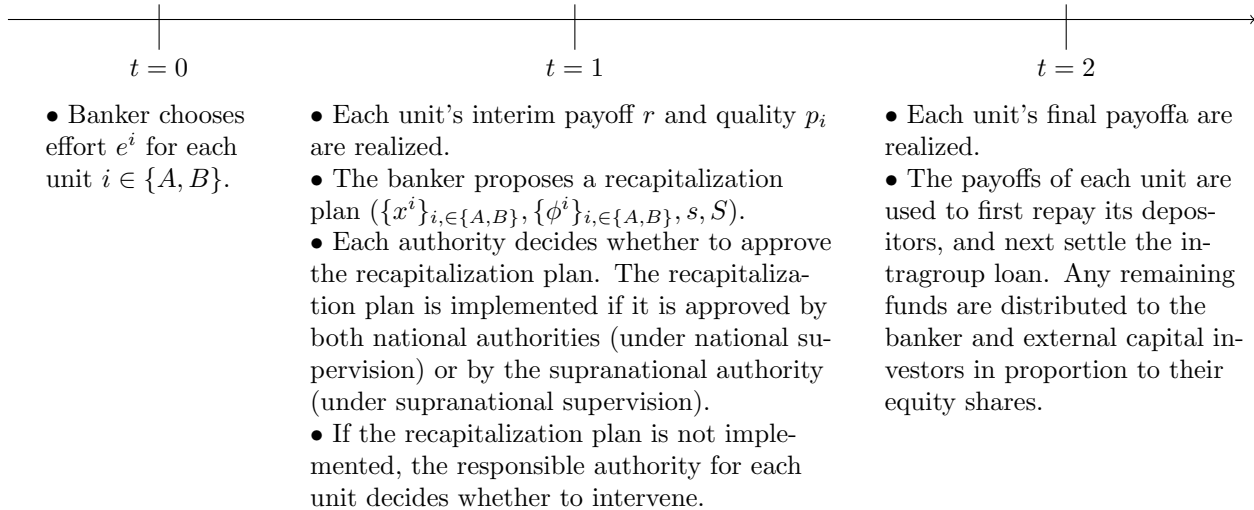 t = 0
t = 1
t = 2
• Banker chooses
effort e^i for each
unit i ∈ {A, B}.
• Each unit's interim payoff r and quality p_i
are realized.
• The banker proposes a recapitalization
plan ({x^i}_{i,∈{A,B}}, {ϕ^i}_{i,∈{A,B}}, s, S).
• Each authority decides whether to approve
the recapitalization plan. The recapitaliza-
tion plan is implemented if it is approved by
both national authorities (under national su-
pervision) or by the supranational authority
(under supranational supervision).
• If the recapitalization plan is not imple-
mented, the responsible authority for each
unit decides whether to intervene.
• Each unit's final payoffa are
realized.
• The payoffs of each unit are
used to first repay its depos-
itors, and next settle the in-
tragroup loan. Any remaining
funds are distributed to the
banker and external capital in-
vestors in proportion to their
equity shares.